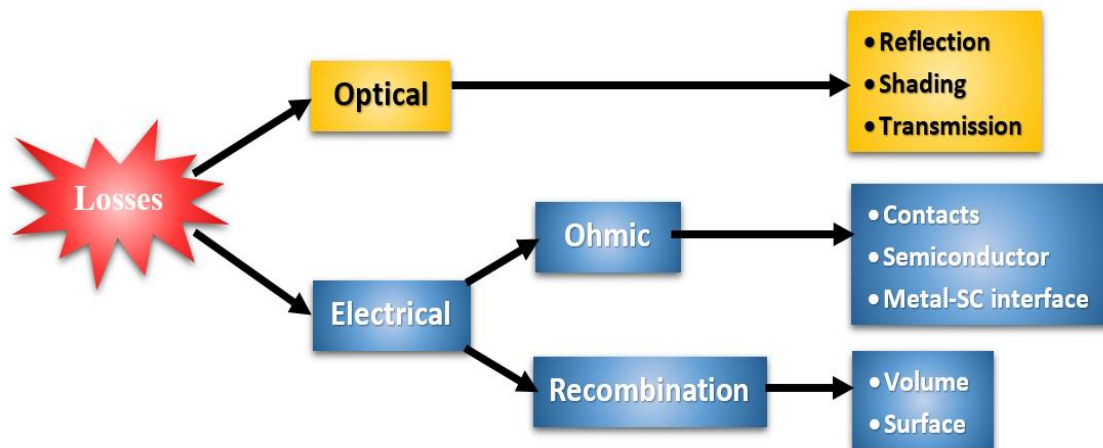 Losses
Optical
• Reflection
• Shading
• Transmission
Electrical
Ohmic
• Contacts
• Semiconductor
• Metal-SC interface
Recombination
• Volume
• Surface